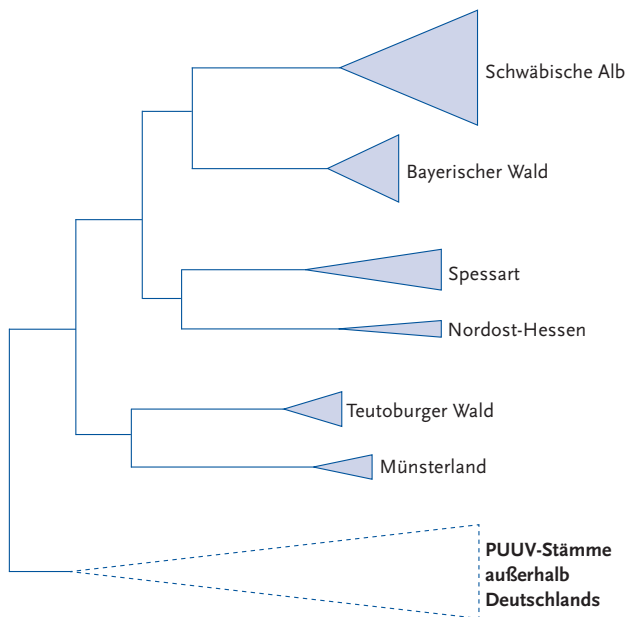 Schwäbische Alb
Bayerischer Wald
Spessart
Nordost-Hessen
Teutoburger Wald
Münsterland
PUUV-Stämme
außerhalb
Deutschlands